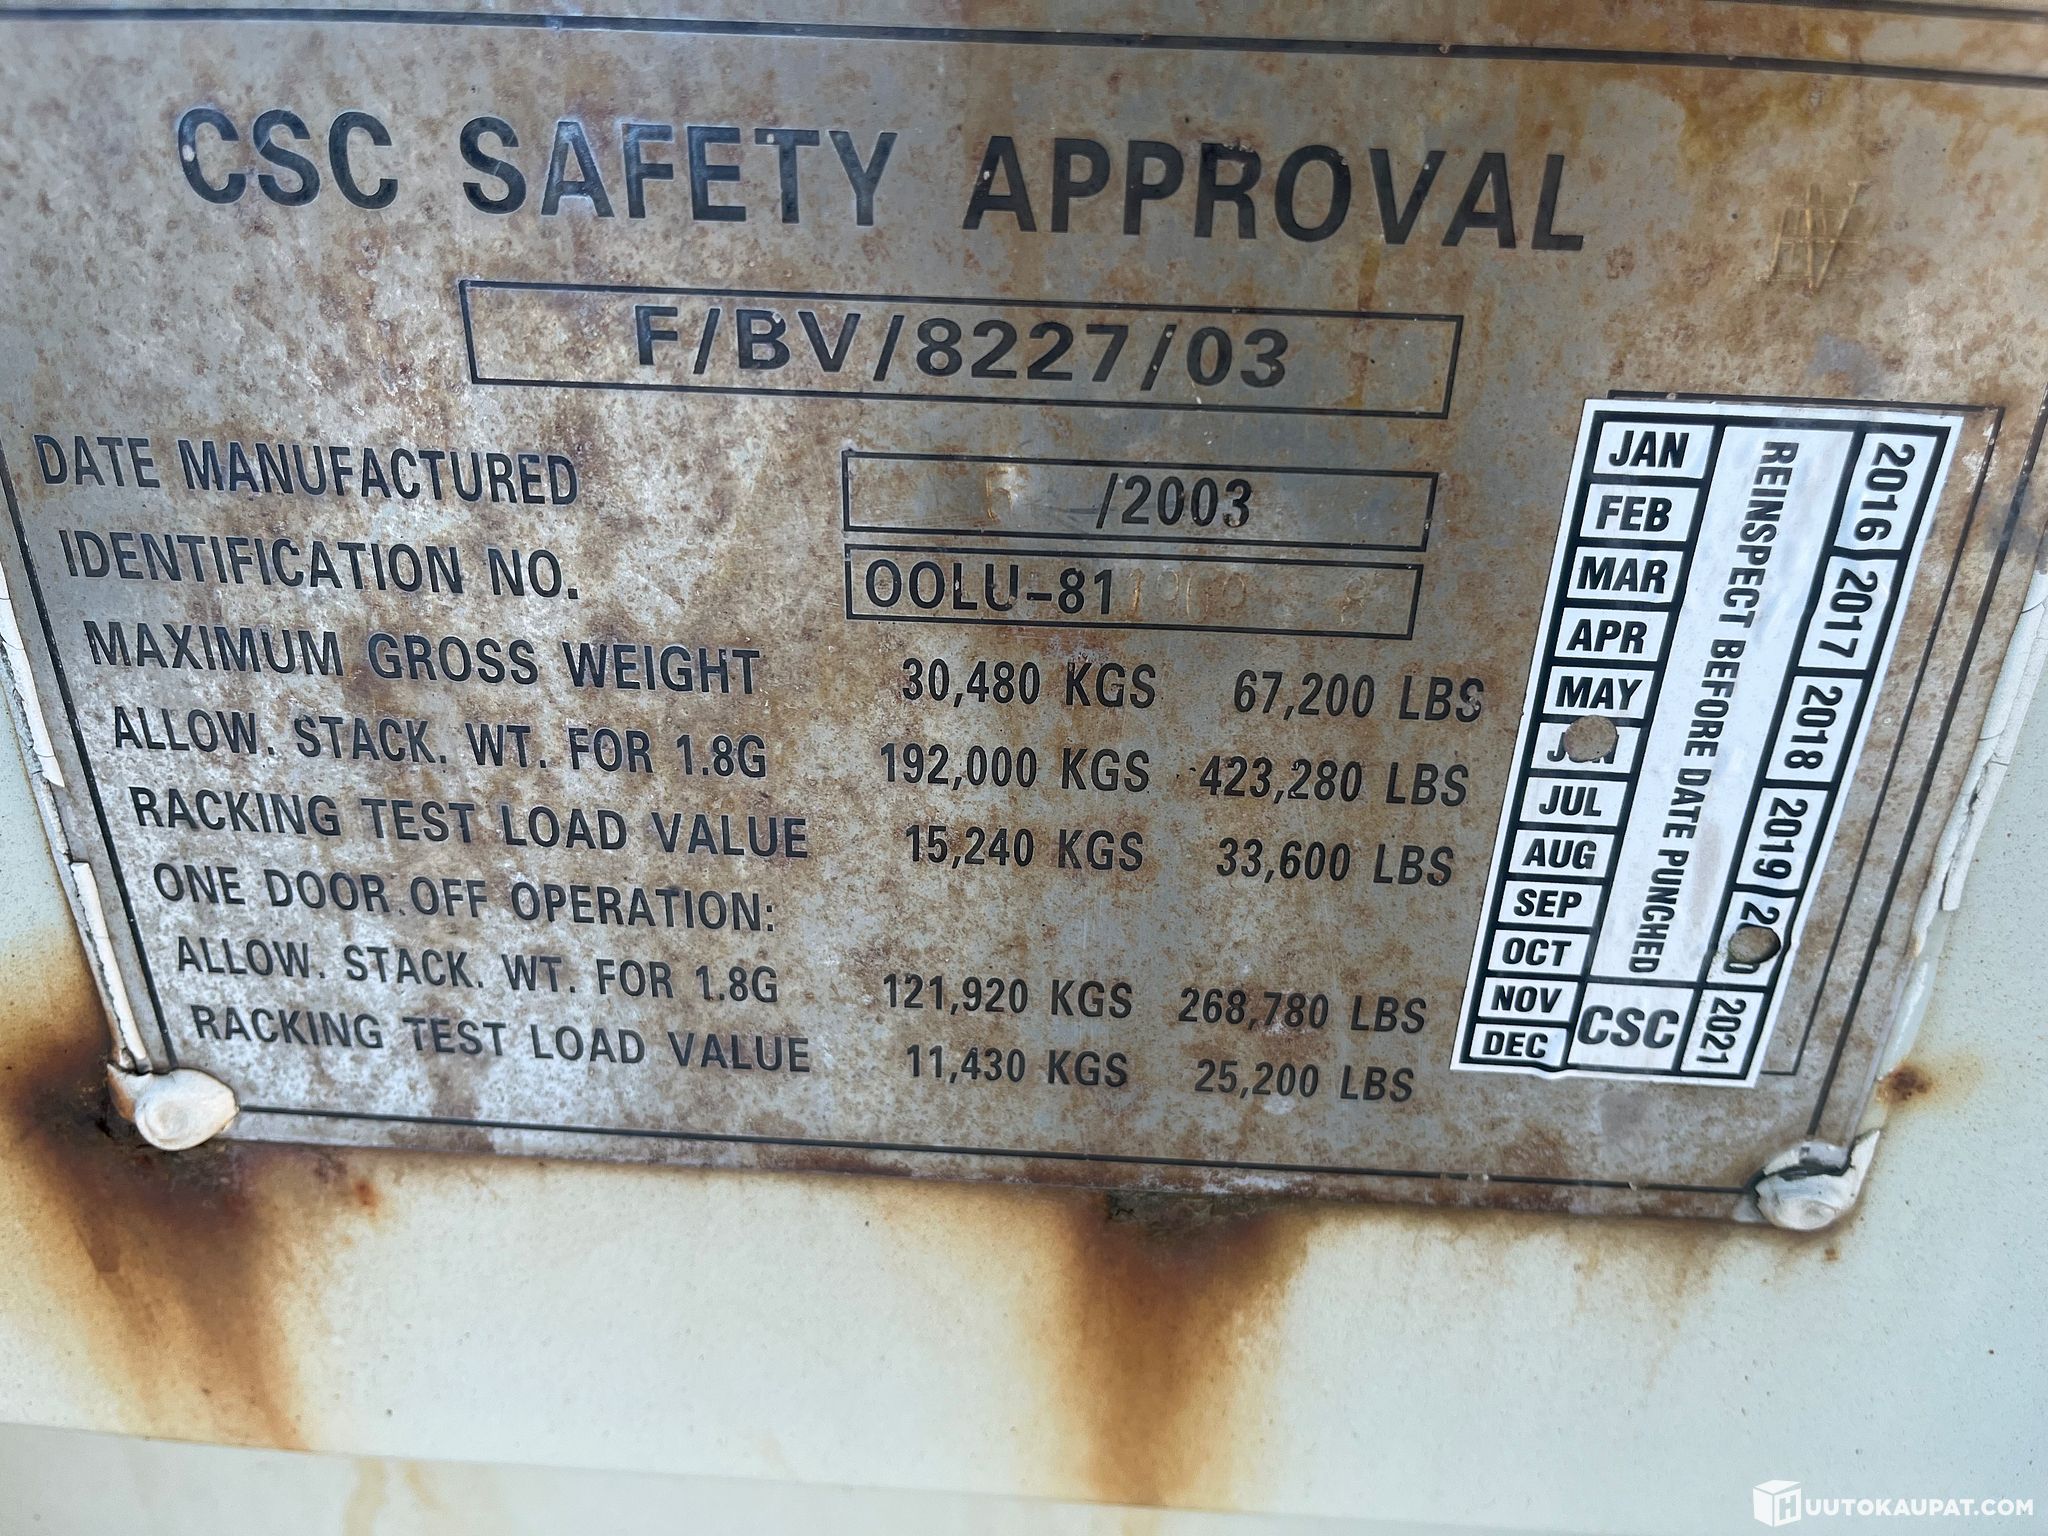 CSC SAFETY APPROVAL
F/BV/8227/03
DATE MANUFACTURED /2003
IDENTIFICATION NO. OOLU-81
MAXIMUM GROSS WEIGHT 30,480 KGS 67,200 LBS
ALLOW. STACK. WT. FOR 1.8G 192,000 KGS 423,280 LBS
RACKING TEST LOAD VALUE 15,240 KGS 33,600 LBS
ONE DOOR OFF OPERATION:
ALLOW. STACK. WT. FOR 1.8G 121,920 KGS 268,780 LBS
RACKING TEST LOAD VALUE 11,430 KGS 25,200 LBS
JAN
FEB
MAR
APR
MAY
JUN
JUL
AUG
SEP
OCT
NOV
DEC
REINSPECT BEFORE DATE PUNCHED
CSC
2016
2017
2018
2019
2020
2021
HUUTOKAUPAT.COM